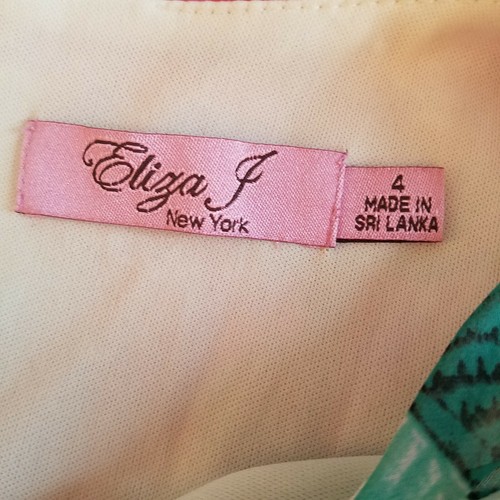 Eliza J
New York
4
MADE IN
SRI LANKA